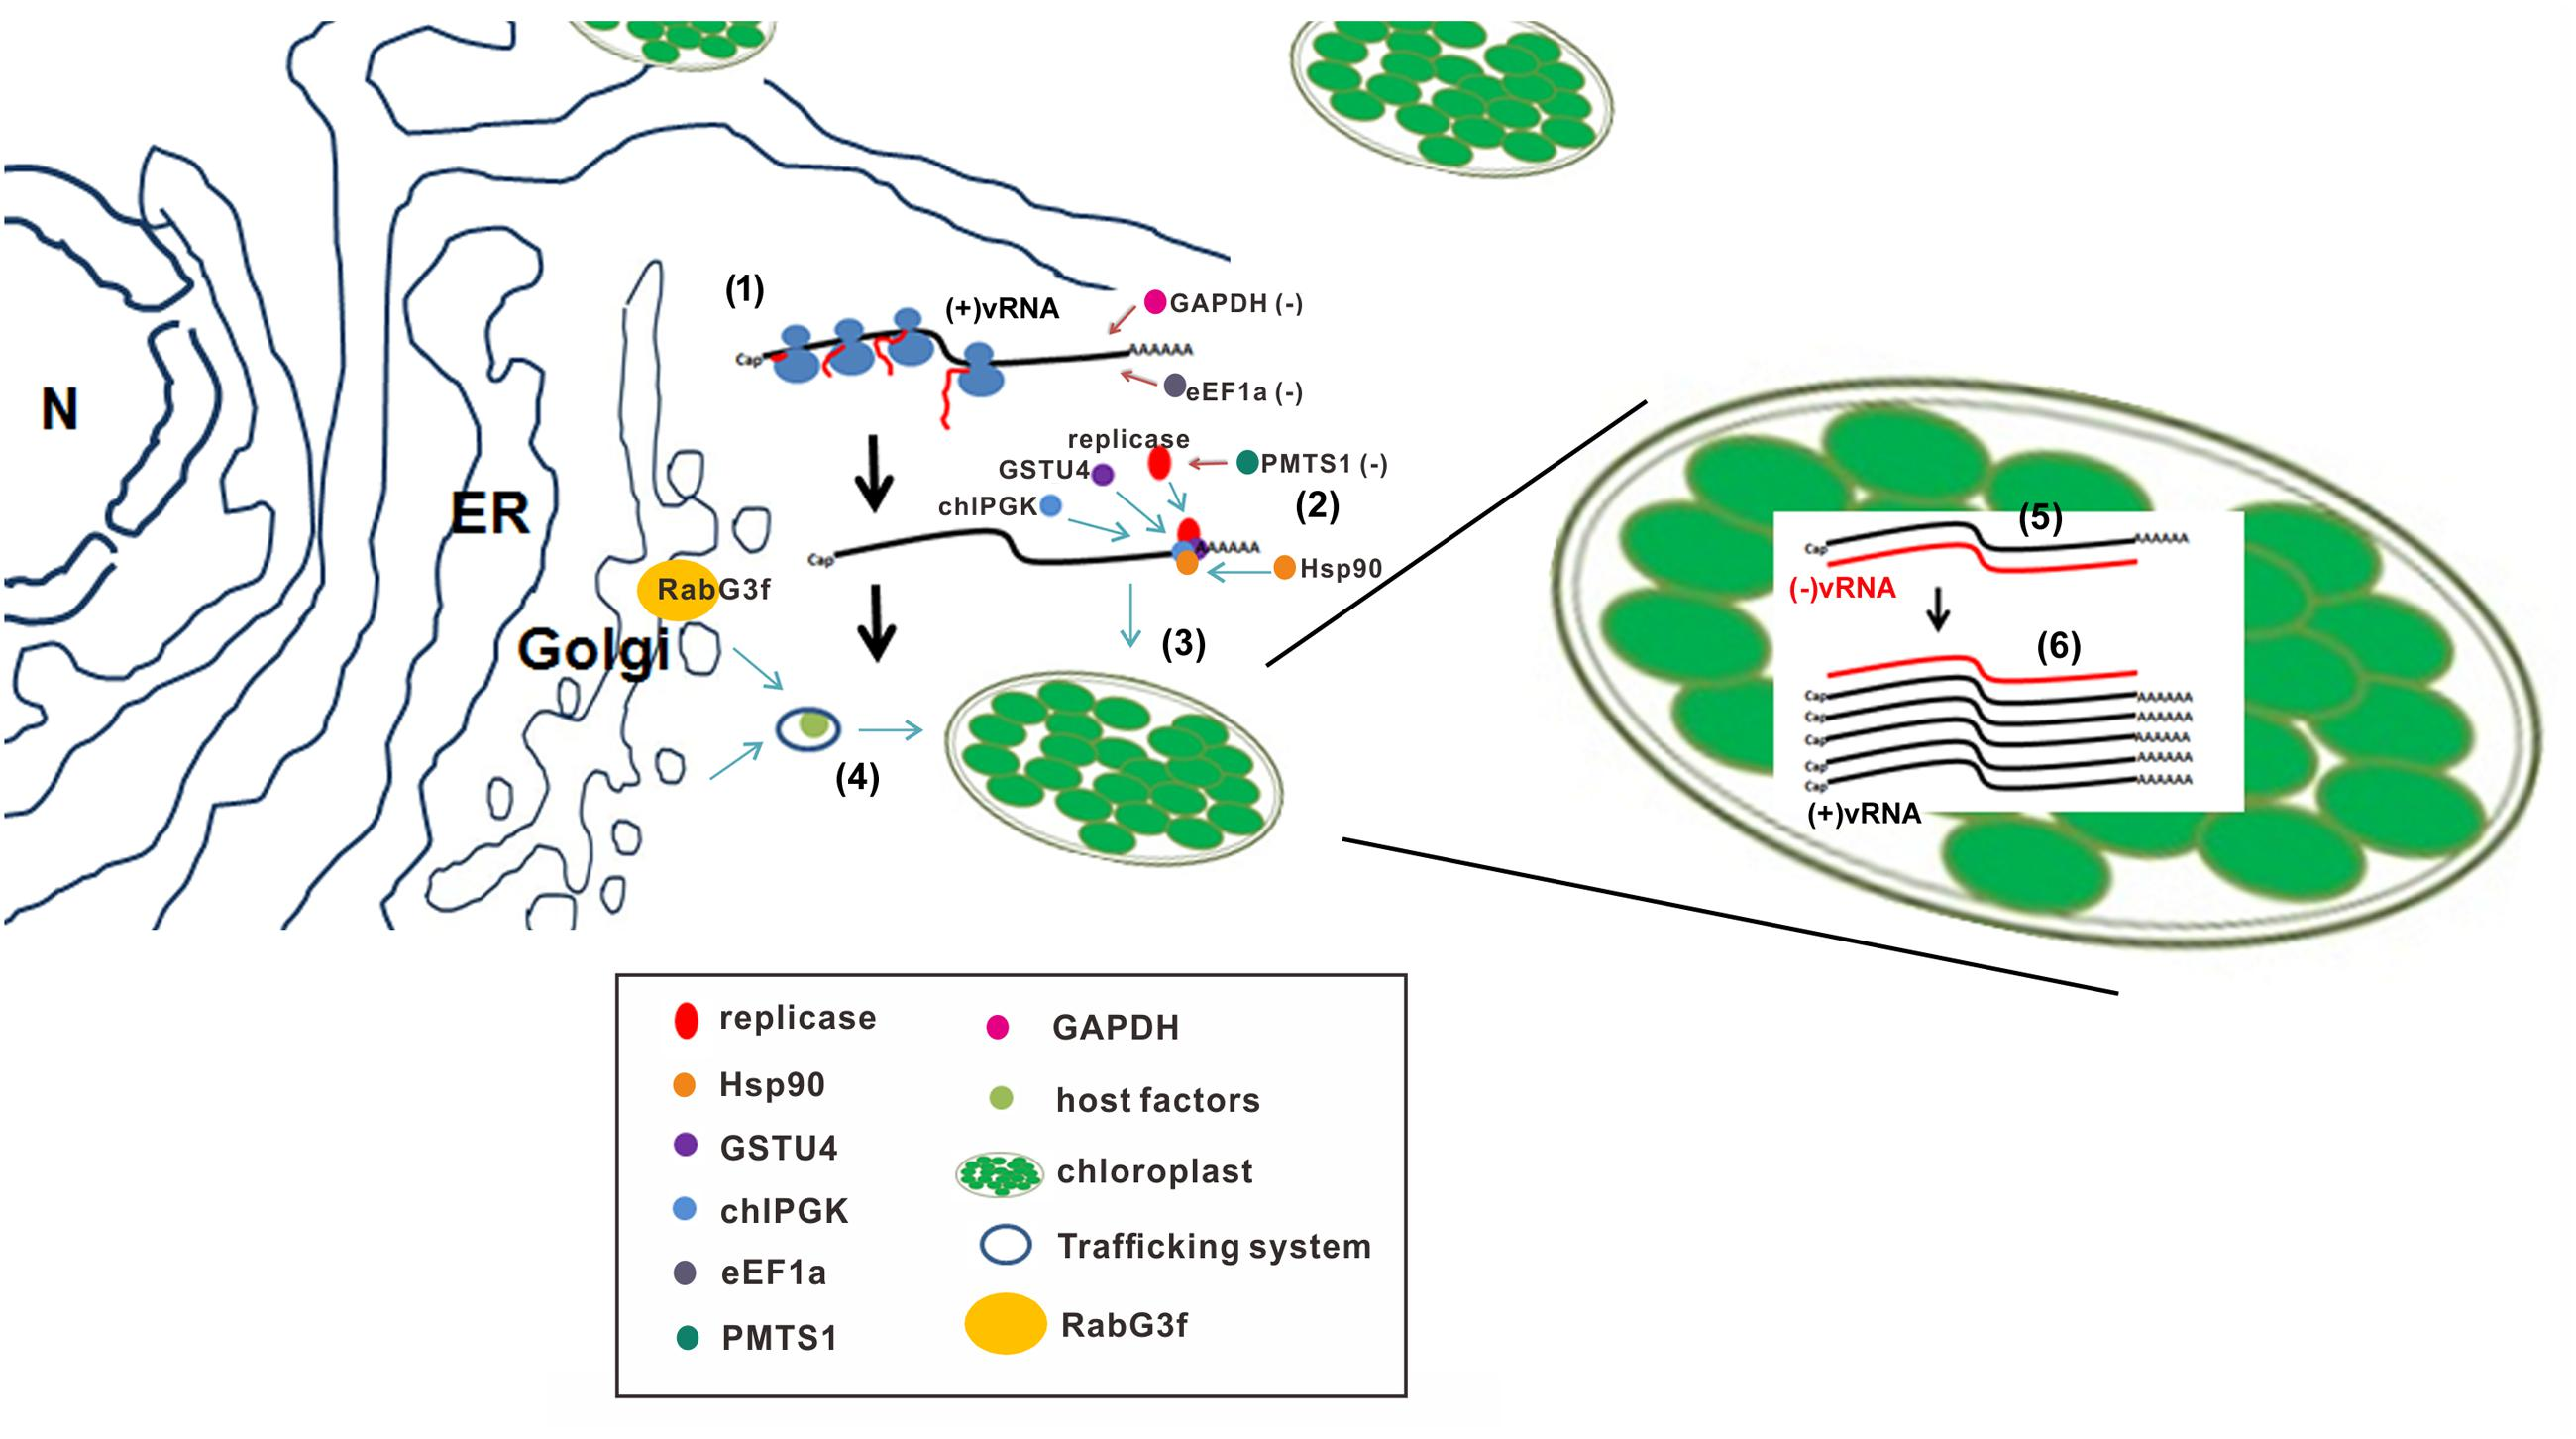 (1)
(+)vRNA
GAPDH (-)
Cap
AAAAAA
eEF1a (-)
N
replicase
GSTU4
PMTS1 (-)
chlPGK
(2)
ER
Cap
AAAAAA
Hsp90
RabG3f
Golgi
(3)
(4)
(5)
Cap
AAAAAA
(-)vRNA
(6)
Cap
AAAAAA
Cap
AAAAAA
Cap
AAAAAA
Cap
AAAAAA
Cap
AAAAAA
(+)vRNA
replicase
Hsp90
GSTU4
chlPGK
eEF1a
PMTS1
GAPDH
host factors
chloroplast
Trafficking system
RabG3f